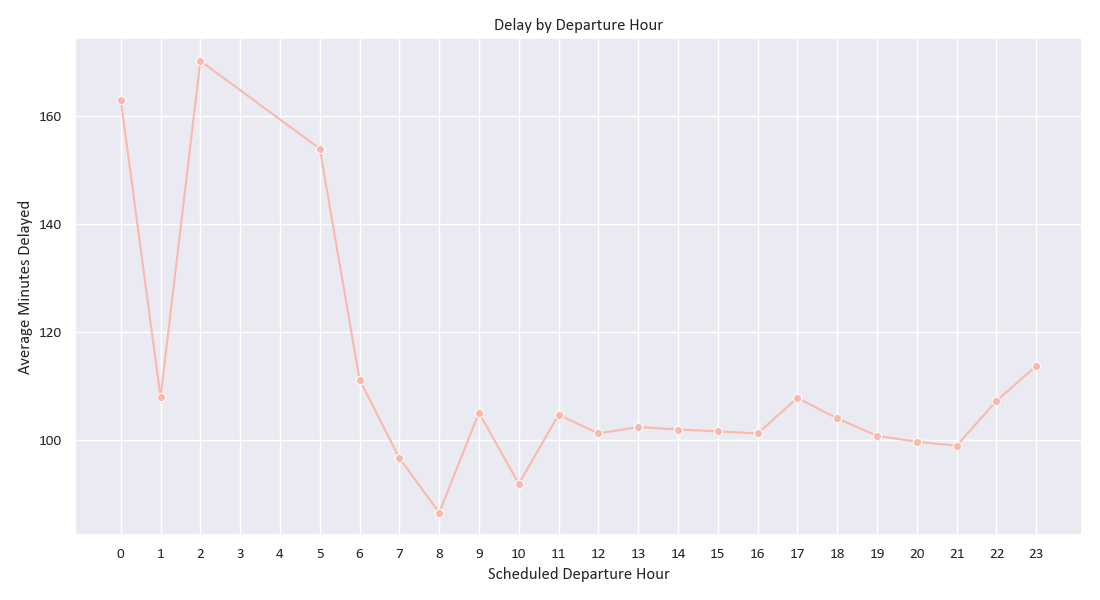 Delay by Departure Hour
160
140
120
100
Average Minutes Delayed
0 1 2 3 4 5 6 7 8 9 10 11 12 13 14 15 16 17 18 19 20 21 22 23
Scheduled Departure Hour